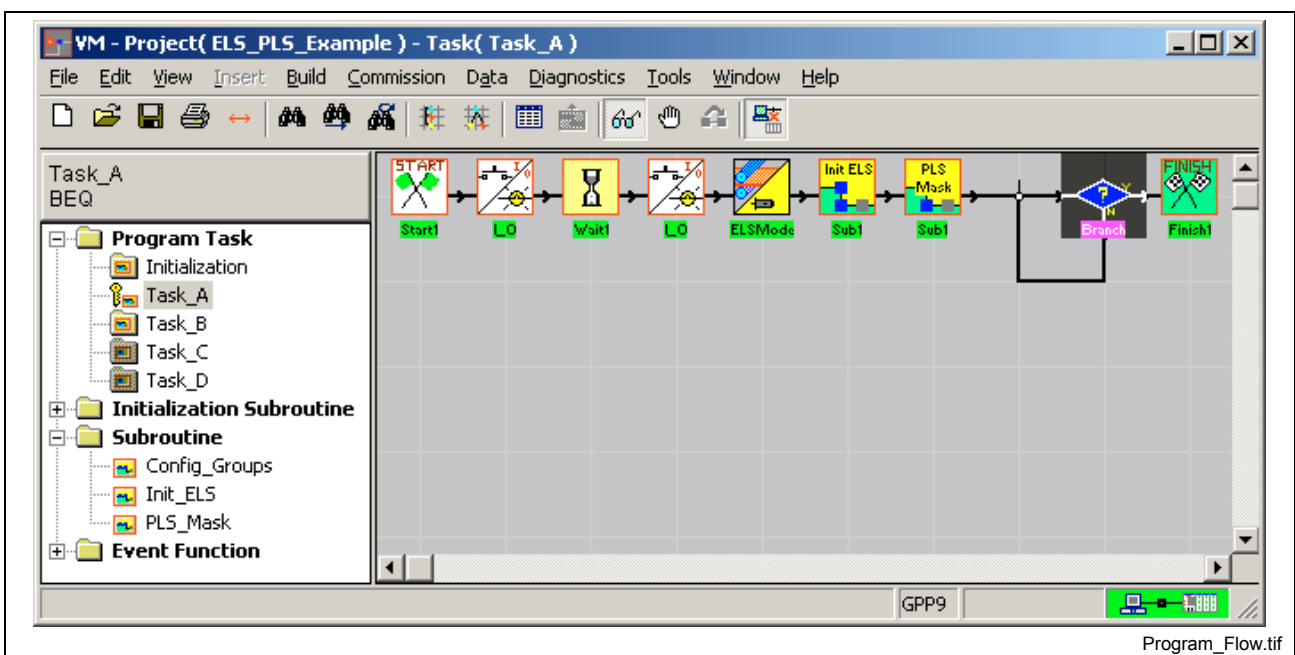 VM - Project( ELS_PLS_Example ) - Task( Task_A )
File Edit View Insert Build Commission Data Diagnostics Tools Window Help
Task_A
BEQ
Program Task
Initialization
Task_A
Task_B
Task_C
Task_D
Initialization Subroutine
Subroutine
Config_Groups
Init_ELS
PLS_Mask
Event Function
START I/O I/O Init ELS PLS Mask ? Y N FINISH
Start1 I_O Wait1 I_O ELSMode Sub1 Sub1 Branch Finish1
GPP9
Program_Flow.tif